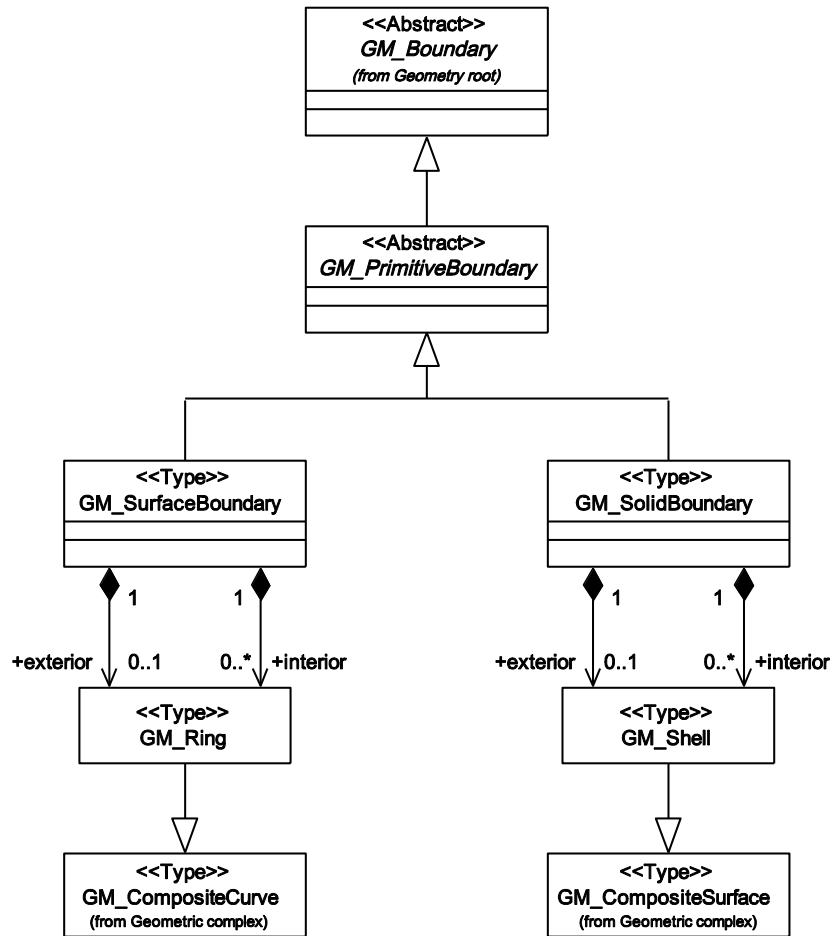 <<Abstract>>
GM_Boundary
(from Geometry root)
<<Abstract>>
GM_PrimitiveBoundary
<<Type>>
GM_SurfaceBoundary
<<Type>>
GM_SolidBoundary
1 1
1 1
+exterior 0..1 0..* +interior
+exterior 0..1 0..* +interior
<<Type>>
GM_Ring
<<Type>>
GM_Shell
<<Type>>
GM_CompositeCurve
(from Geometric complex)
<<Type>>
GM_CompositeSurface
(from Geometric complex)